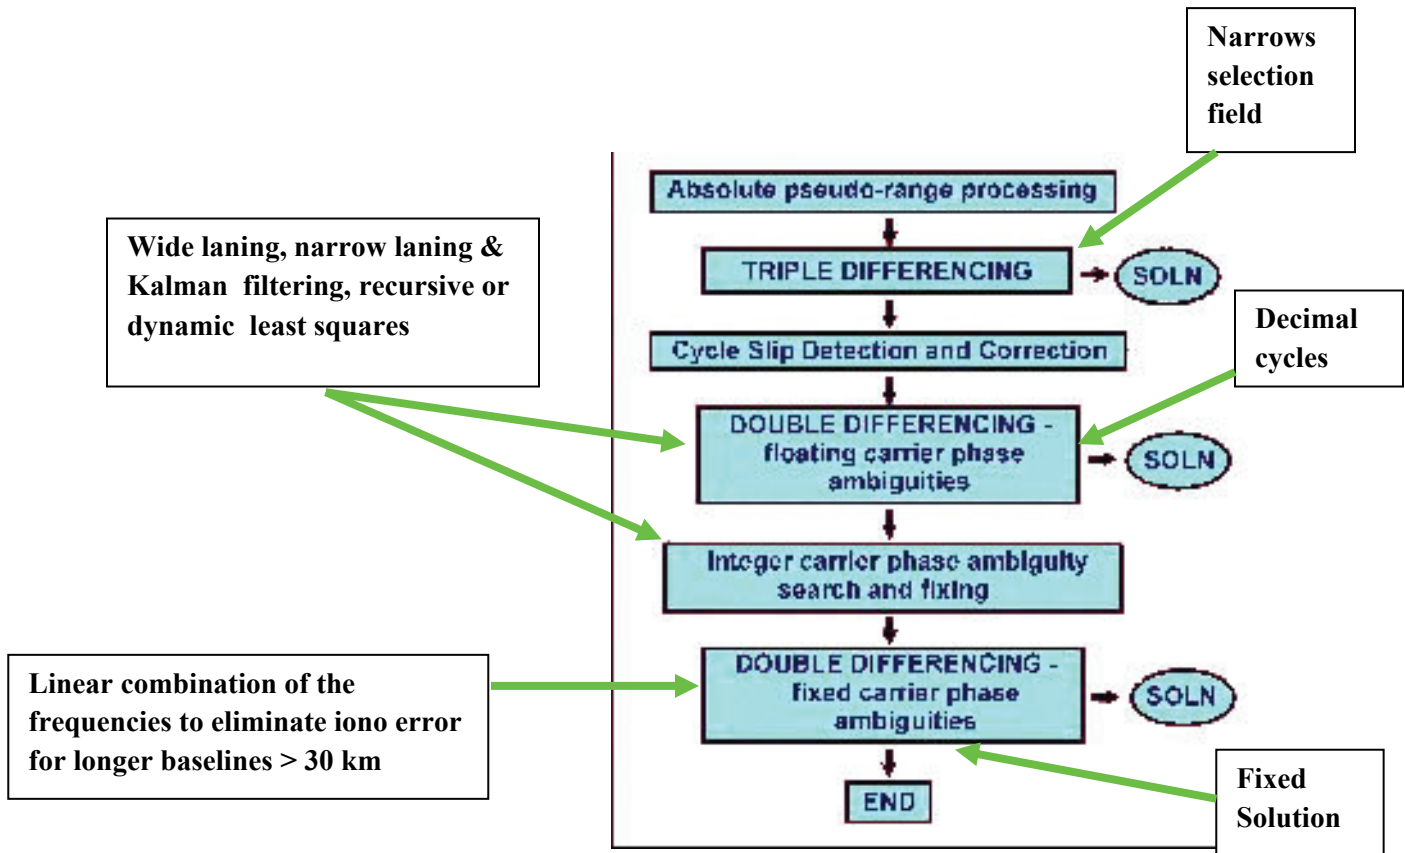 Narrows
selection
field
Absolute pseudo-range processing
Wide laning, narrow laning &
Kalman filtering, recursive or
dynamic least squares
TRIPLE DIFFERENCING
SOLN
Decimal
cycles
Cycle Slip Detection and Correction
DOUBLE DIFFERENCING -
floating carrier phase
ambiguities
SOLN
Integer carrier phase ambiguity
search and fixing
Linear combination of the
frequencies to eliminate iono error
for longer baselines > 30 km
DOUBLE DIFFERENCING -
fixed carrier phase
ambiguities
SOLN
Fixed
Solution
END